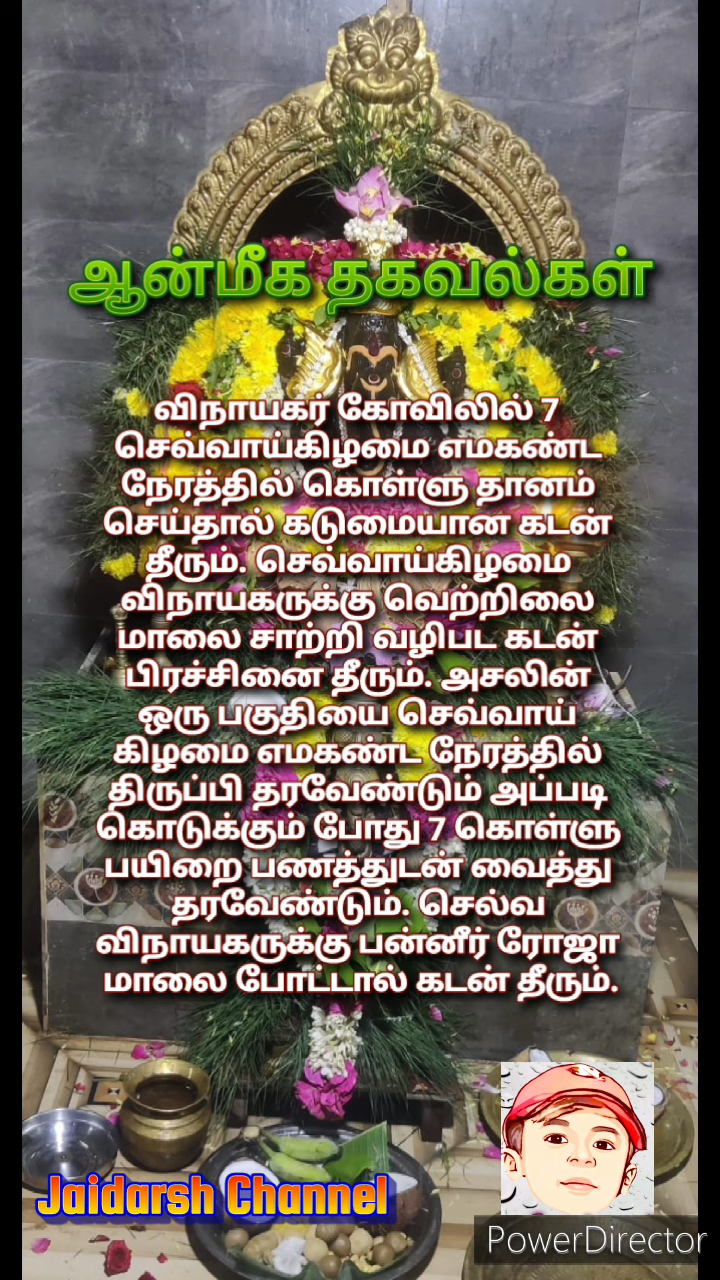 ஆன்மீக தகவல்கள்
விநாயகர் கோவிலில் 7
செவ்வாய்கிழமை எமகண்ட
நேரத்தில் கொள்ளு தானம்
செய்தால் கடுமையான கடன்
தீரும். செவ்வாய்கிழமை
விநாயகருக்கு வெற்றிலை
மாலை சாற்றி வழிபட கடன்
பிரச்சினை தீரும். அசலின்
ஒரு பகுதியை செவ்வாய்
கிழமை எமகண்ட நேரத்தில்
திருப்பி தரவேண்டும் அப்படி
கொடுக்கும் போது 7 கொள்ளு
பயிறை பணத்துடன் வைத்து
தரவேண்டும். செல்வ
விநாயகருக்கு பன்னீர் ரோஜா
மாலை போட்டால் கடன் தீரும்.
Jaidarsh Channel
PowerDirector